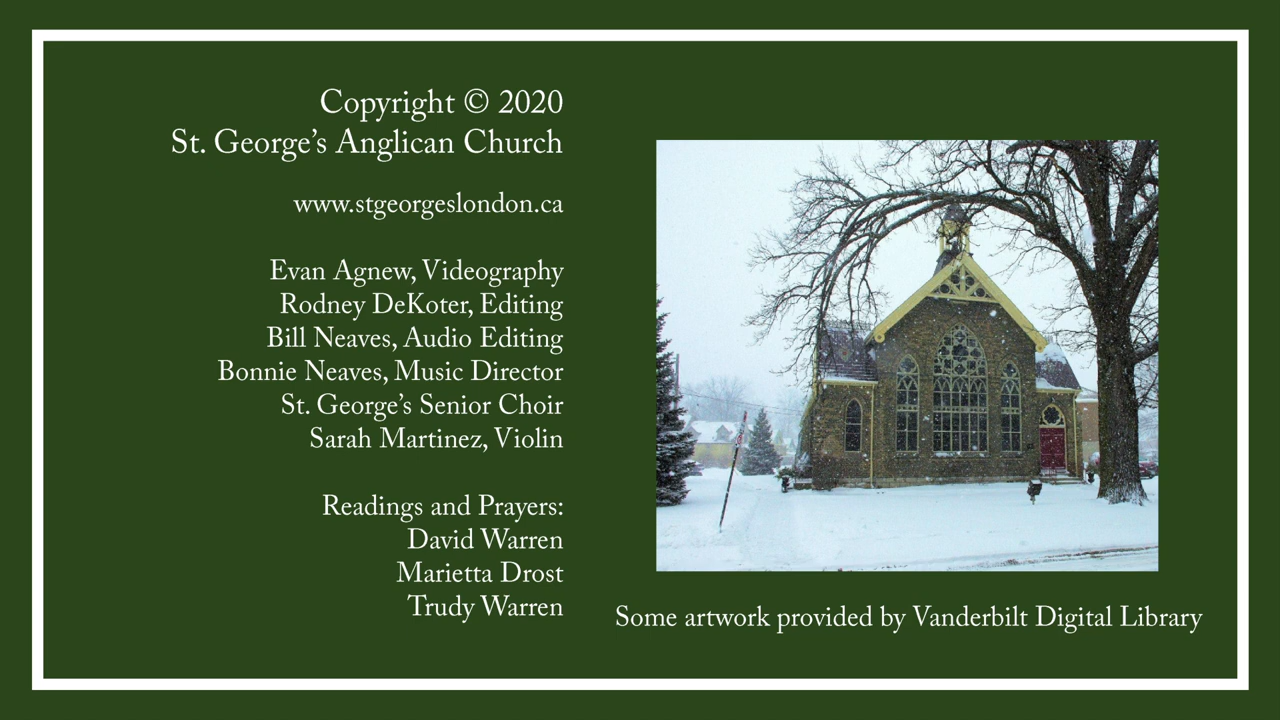 Copyright © 2020
St. George’s Anglican Church
www.stgeorgeslondon.ca
Evan Agnew, Videography
Rodney DeKoter, Editing
Bill Neaves, Audio Editing
Bonnie Neaves, Music Director
St. George’s Senior Choir
Sarah Martinez, Violin
Readings and Prayers:
David Warren
Marietta Drost
Trudy Warren
Some artwork provided by Vanderbilt Digital Library